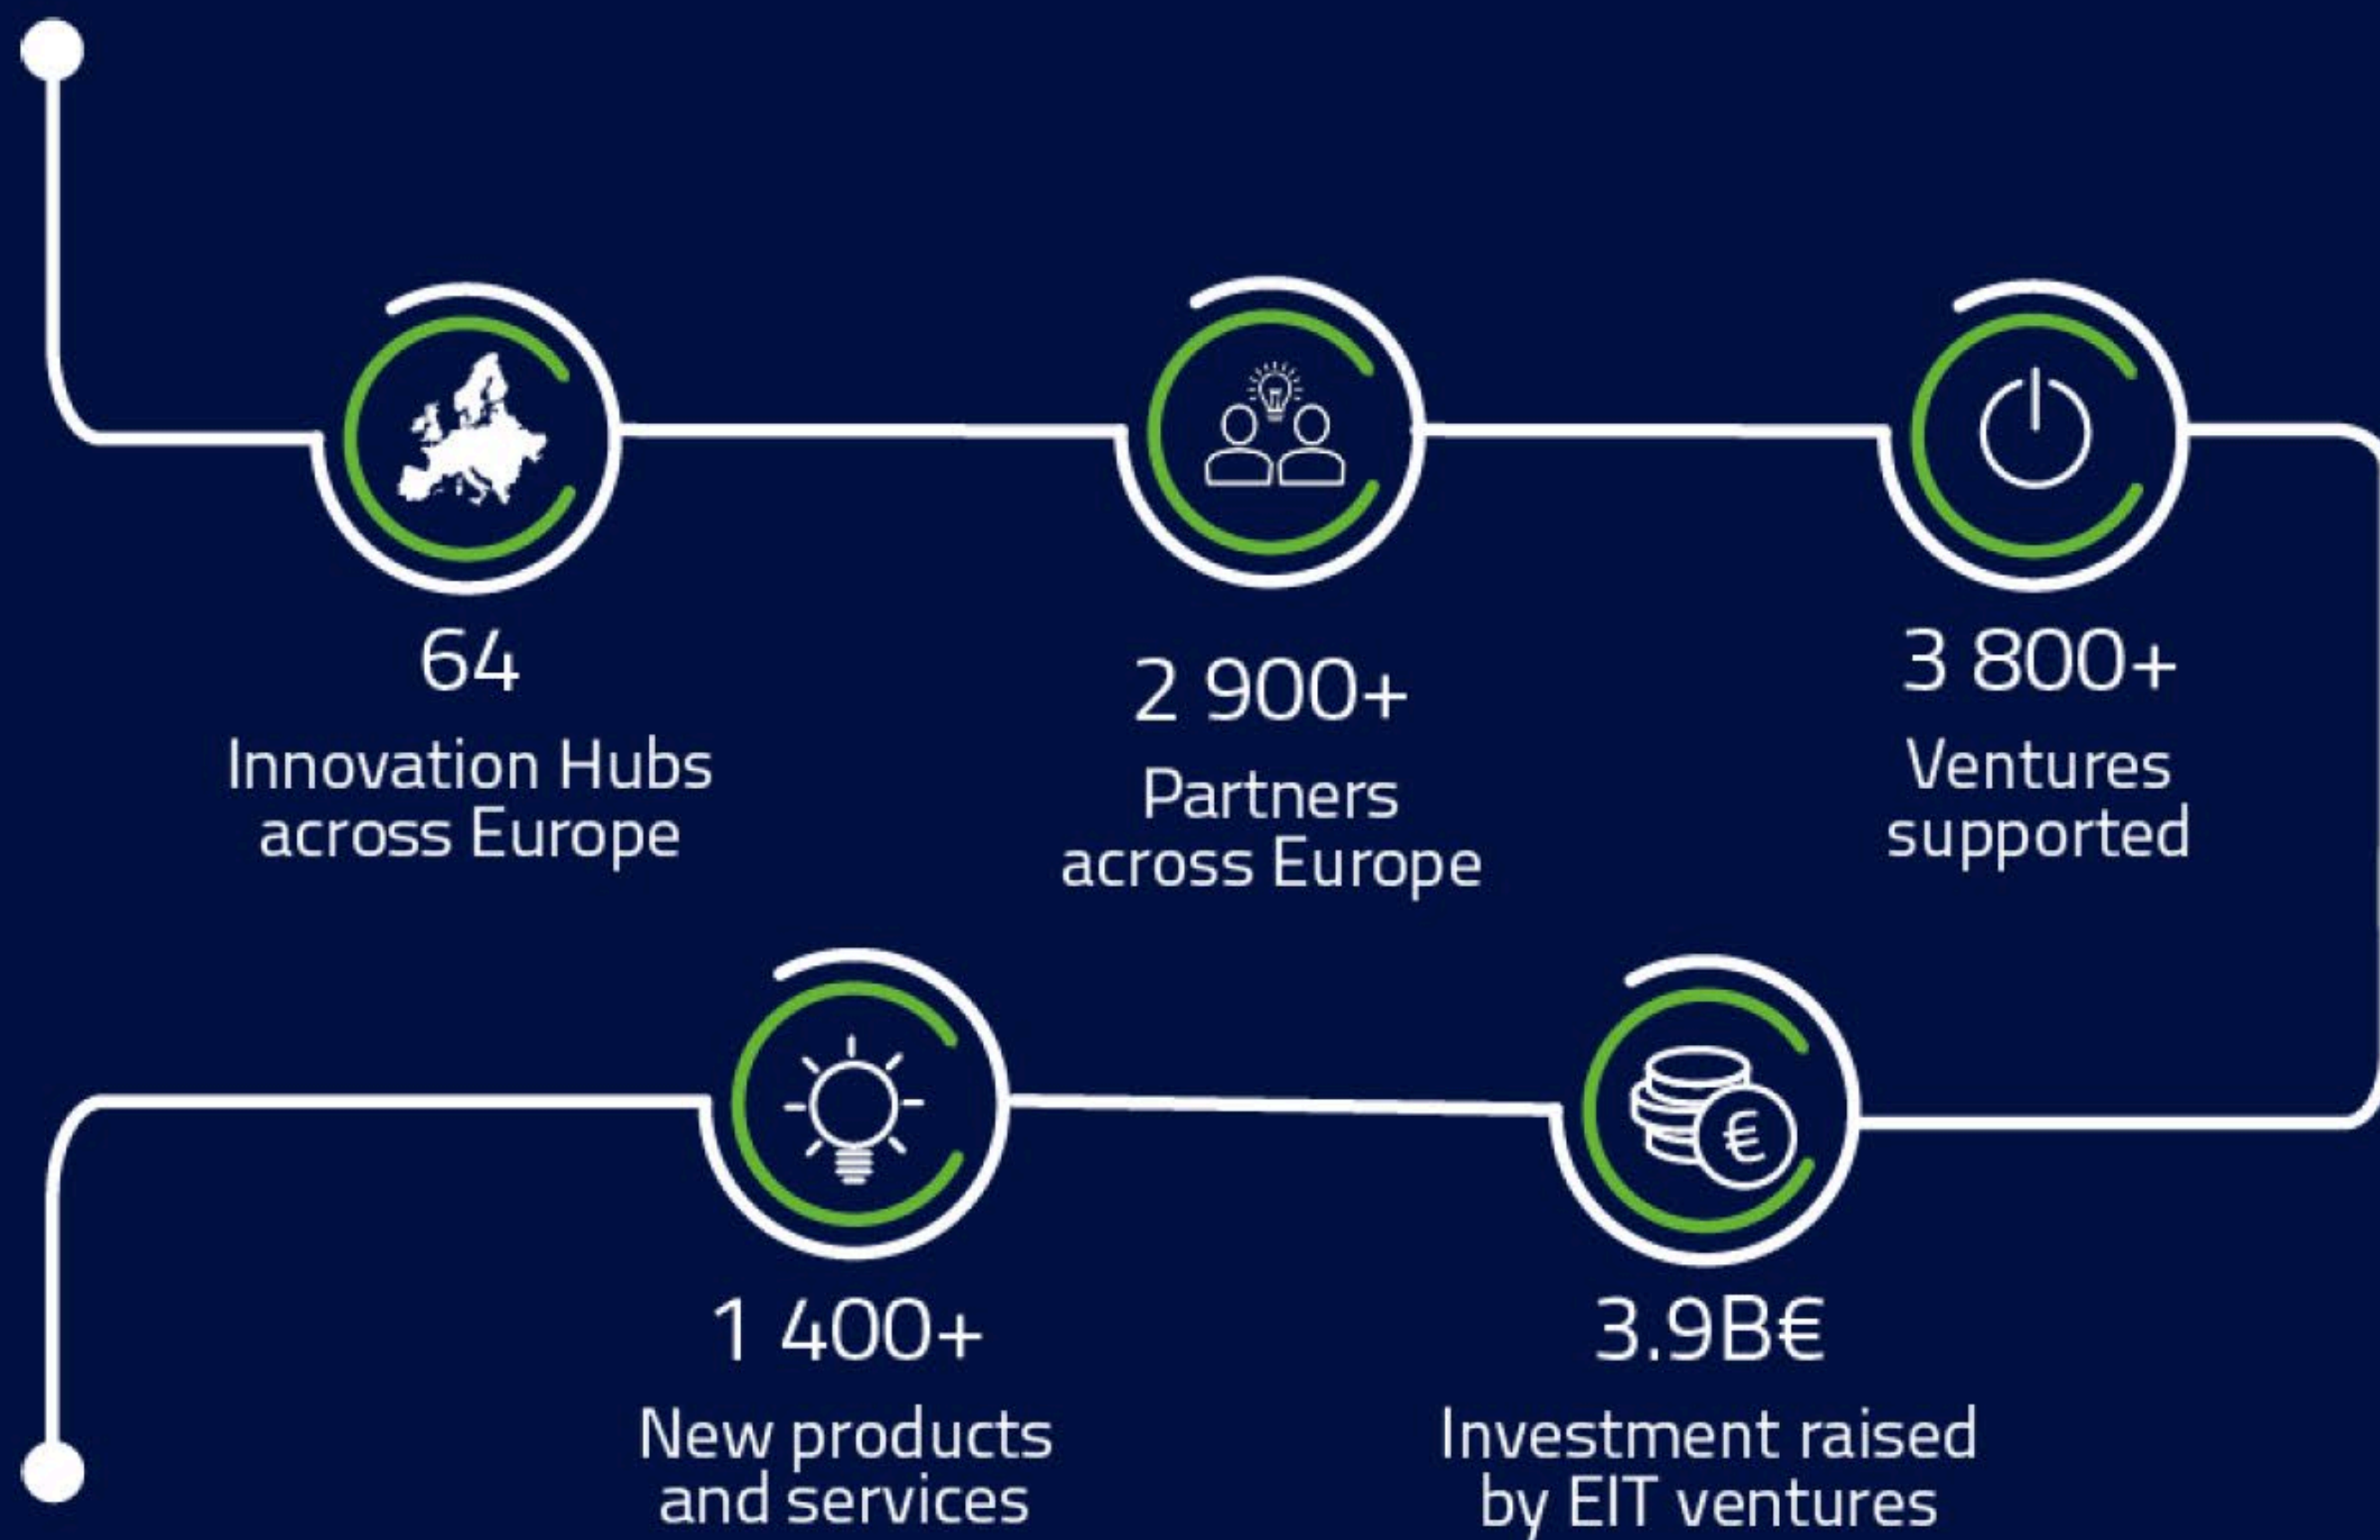 64
Innovation Hubs
across Europe
2 900+
Partners
across Europe
3 800+
Ventures
supported
1 400+
New products
and services
3.9B€
Investment raised
by EIT ventures